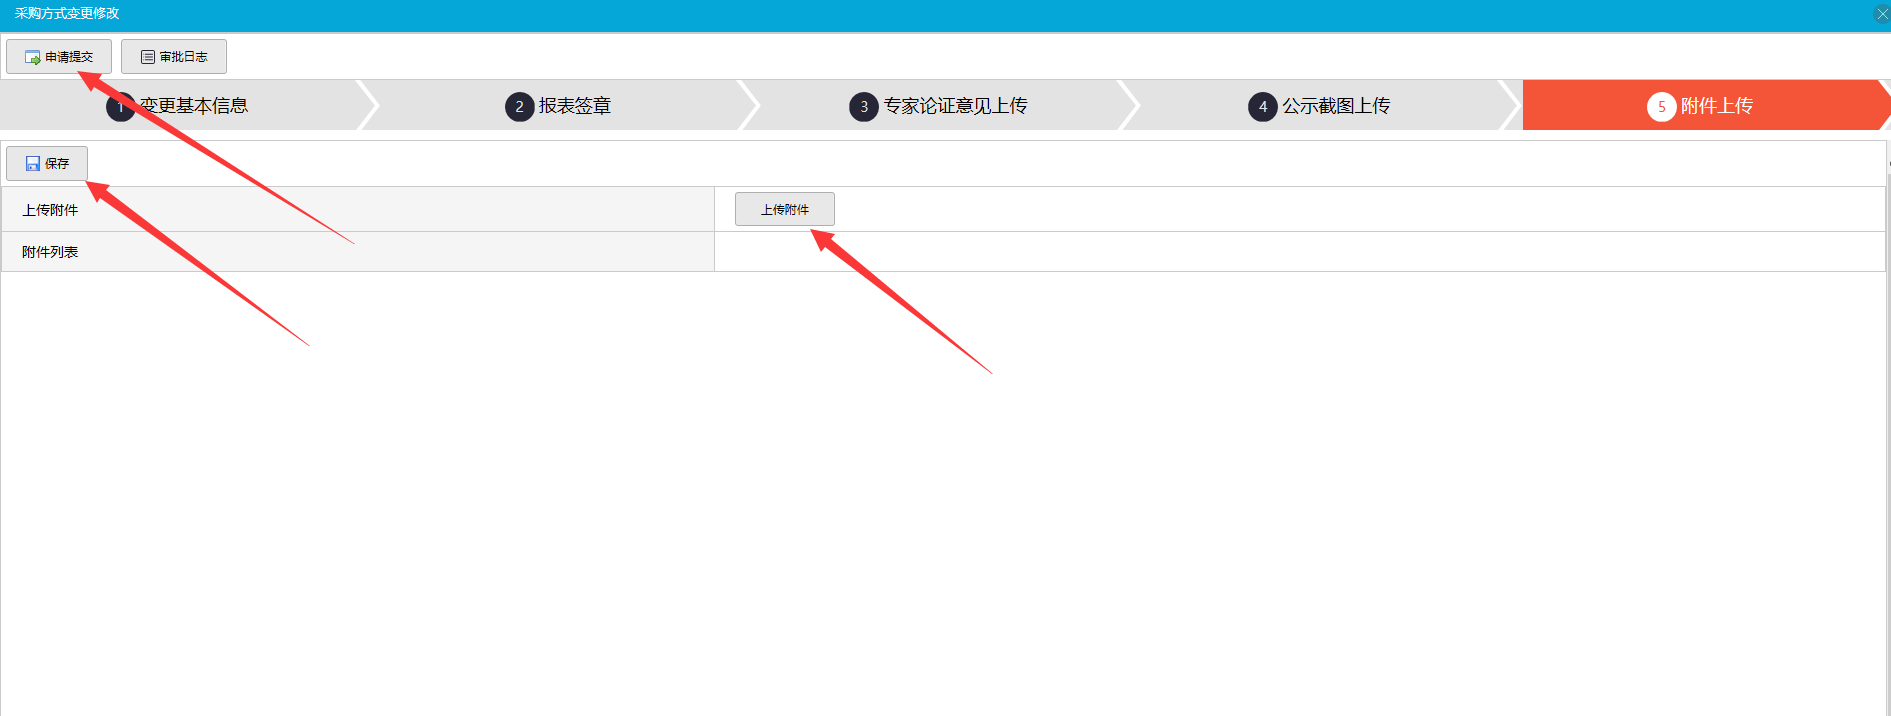 采购方式变更修改
申请提交 审批日志
1 变更基本信息 2 报表签章 3 专家论证意见上传 4 公示截图上传 5 附件上传
保存
上传附件 上传附件
附件列表